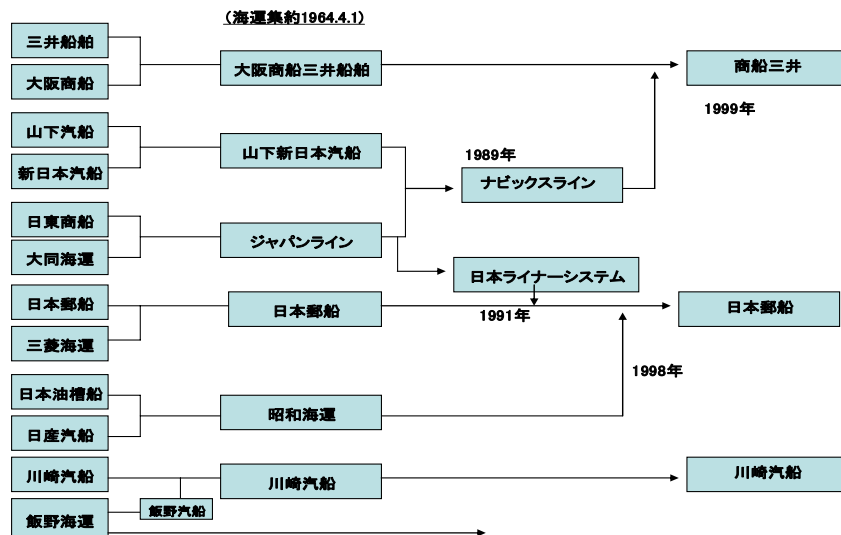 （海運集約1964.4.1）
三井船舶
大阪商船
大阪商船三井船舶
商船三井
1999年
山下汽船
新日本汽船
山下新日本汽船
1989年
ナビックスライン
日東商船
大同海運
ジャパンライン
日本ライナーシステム
日本郵船
三菱海運
日本郵船
1991年
日本郵船
1998年
日本油槽船
日産汽船
昭和海運
川崎汽船
飯野汽船
川崎汽船
川崎汽船
飯野海運